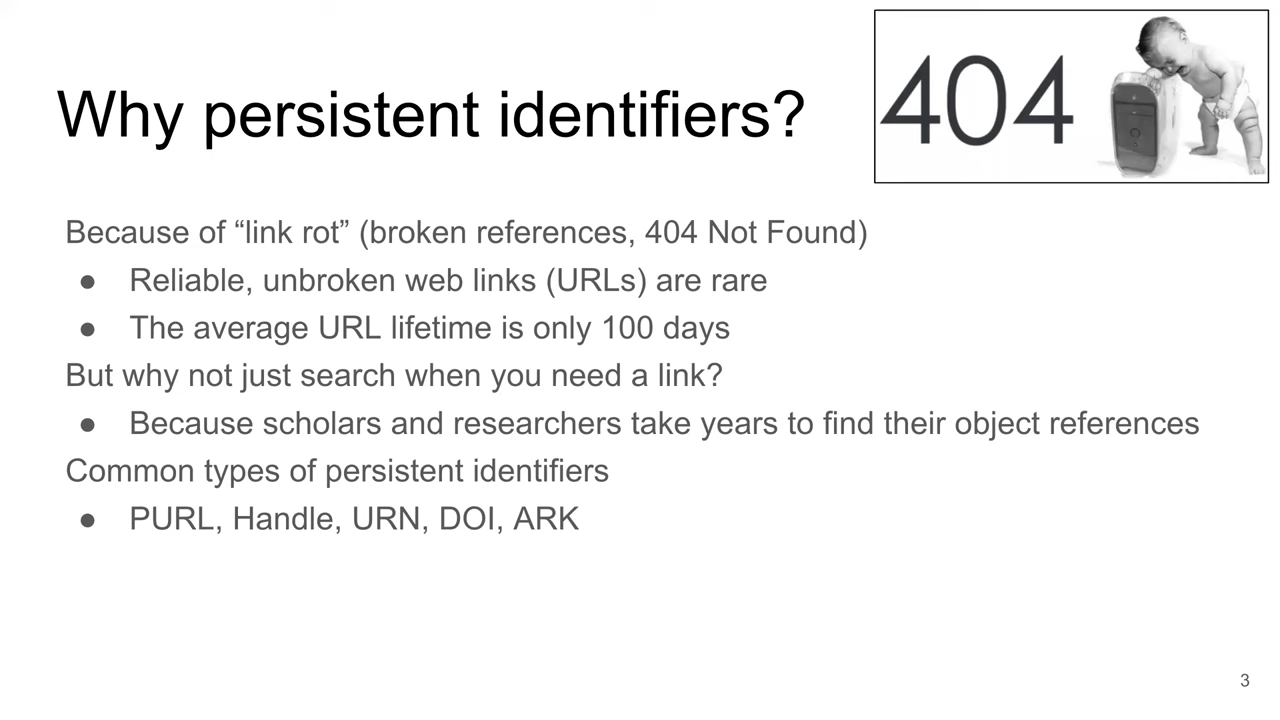 404
Why persistent identifiers?
Because of “link rot” (broken references, 404 Not Found)
● Reliable, unbroken web links (URLs) are rare
● The average URL lifetime is only 100 days
But why not just search when you need a link?
● Because scholars and researchers take years to find their object references
Common types of persistent identifiers
● PURL, Handle, URN, DOI, ARK
3